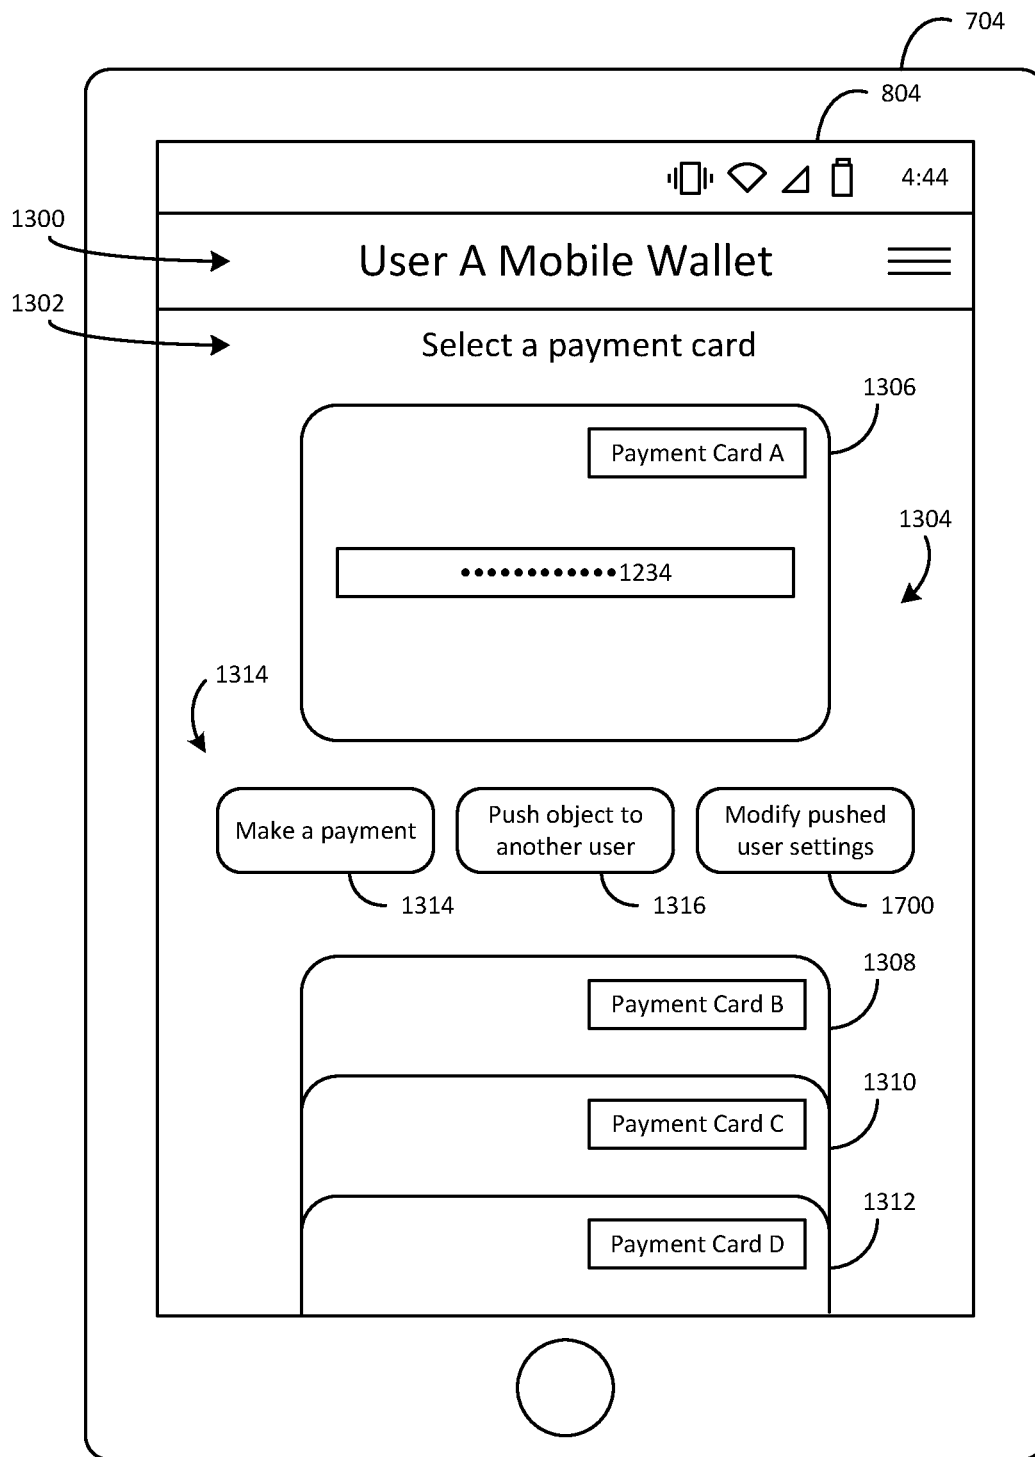 704
804
4:44
1300
User A Mobile Wallet
1302
Select a payment card
1306
Payment Card A
1304
••••••••••••1234
1314
Make a payment
Push object to
another user
Modify pushed
user settings
1314
1316
1700
1308
Payment Card B
1310
Payment Card C
1312
Payment Card D